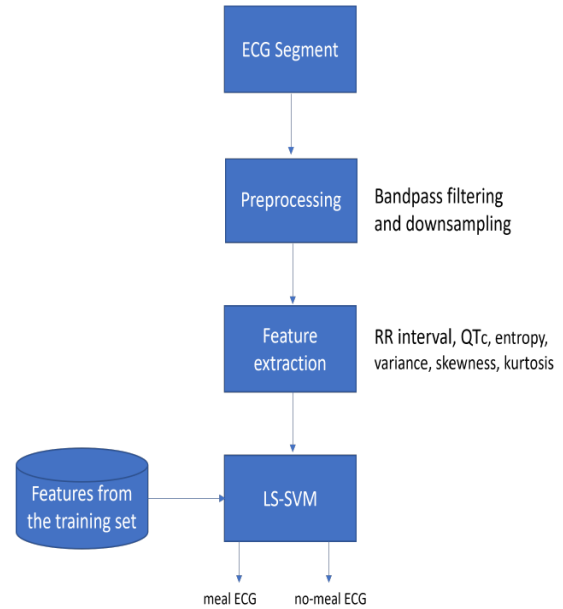 ECG Segment
Preprocessing
Bandpass filtering
and downsampling
Feature
extraction
RR interval, QTc, entropy,
variance, skewness, kurtosis
Features from
the training set
LS-SVM
meal ECG
no-meal ECG